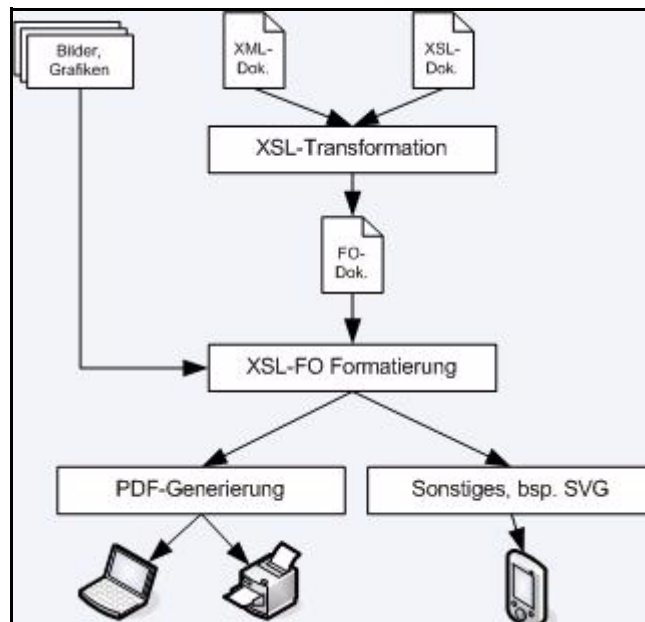 Bilder,
Grafiken
XML-
Dok.
XSL-
Dok.
XSL-Transformation
FO-
Dok.
XSL-FO Formatierung
PDF-Generierung
Sonstiges, bsp. SVG